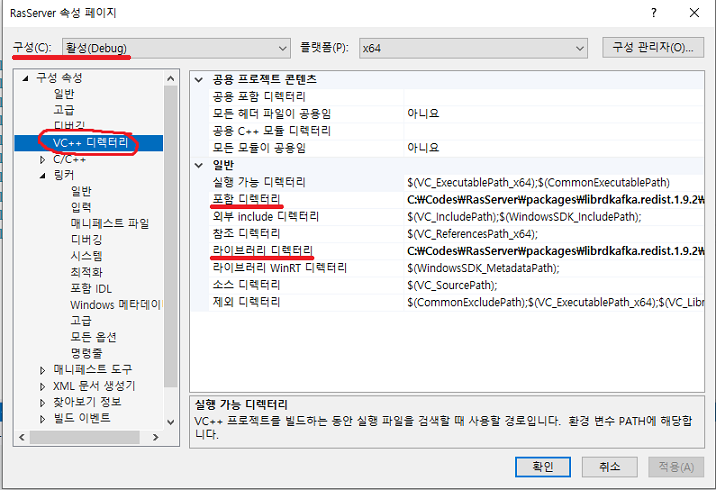 RasServer 속성 페이지
구성(C): 활성(Debug) 플랫폼(P): x64 구성 관리자(O)...
구성 속성
일반
고급
디버깅
VC++ 디렉터리
C/C++
링커
일반
입력
매니페스트 파일
디버깅
시스템
최적화
포함 IDL
Windows 메타데이
고급
모든 옵션
명령줄
매니페스트 도구
XML 문서 생성기
찾아보기 정보
빌드 이벤트
공용 프로젝트 콘텐츠
공용 포함 디렉터리
모든 헤더 파일이 공용임 아니요
공용 C++ 모듈 디렉터리
모든 모듈이 공용임 아니요
일반
실행 가능 디렉터리 $(VC_ExecutablePath_x64);$(CommonExecutablePath)
포함 디렉터리 C:₩Codes₩RasServer₩packages₩librdkafka.redist.1.9.2₩
외부 include 디렉터리 $(VC_IncludePath);$(WindowsSDK_IncludePath);
참조 디렉터리 $(VC_ReferencesPath_x64);
라이브러리 디렉터리 C:₩Codes₩RasServer₩packages₩librdkafka.redist.1.9.2₩
라이브러리 WinRT 디렉터리 $(WindowsSDK_MetadataPath);
소스 디렉터리 $(VC_SourcePath);
제외 디렉터리 $(CommonExcludePath);$(VC_ExecutablePath_x64);$(VC_Lib
실행 가능 디렉터리
VC++ 프로젝트를 빌드하는 동안 실행 파일을 검색할 때 사용할 경로입니다. 환경 변수 PATH에 해당합
니다.
확인 취소 적용(A)